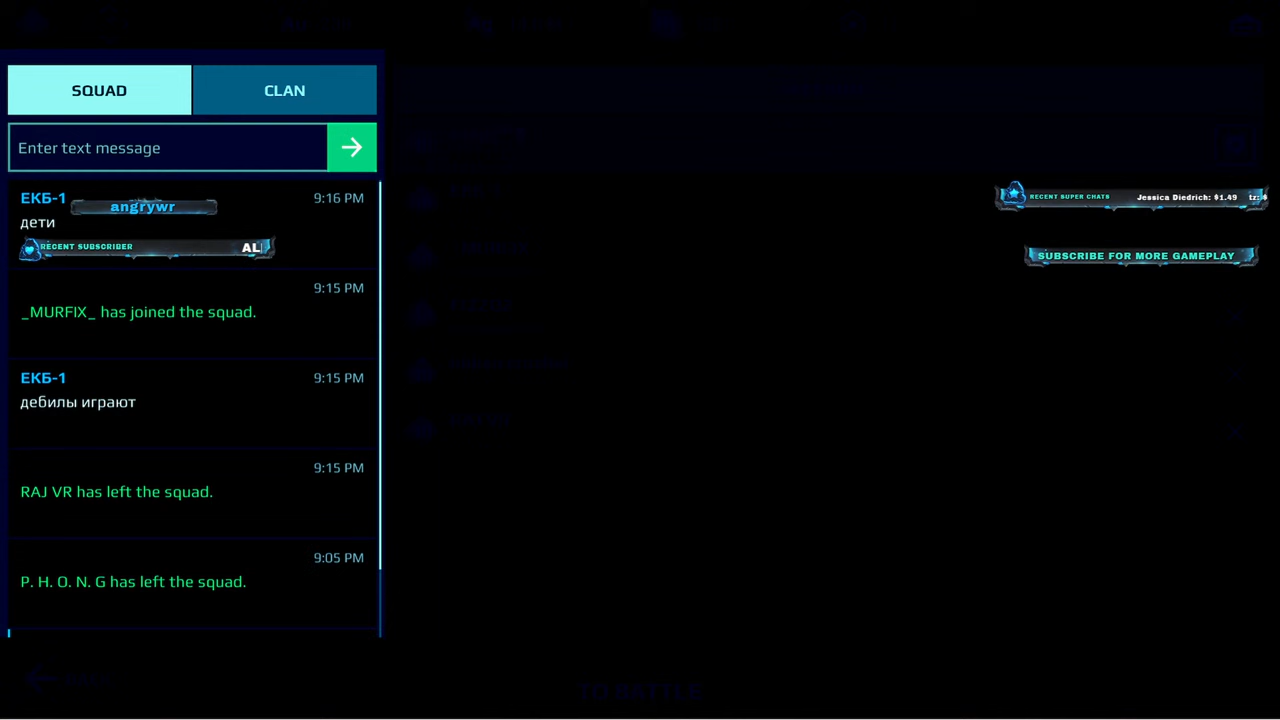 SQUAD
CLAN
Enter text message
ЕКБ-1
9:16 PM
angrywr
дети
RECENT SUBSCRIBER
AL
9:15 PM
_MURFIX_ has joined the squad.
ЕКБ-1
9:15 PM
дебилы играют
9:15 PM
RAJ VR has left the squad.
9:05 PM
P. H. O. N. G has left the squad.
RECENT SUPER CHATS
Jessica Diedrich: $1.49
tz: $
SUBSCRIBE FOR MORE GAMEPLAY
TO BATTLE